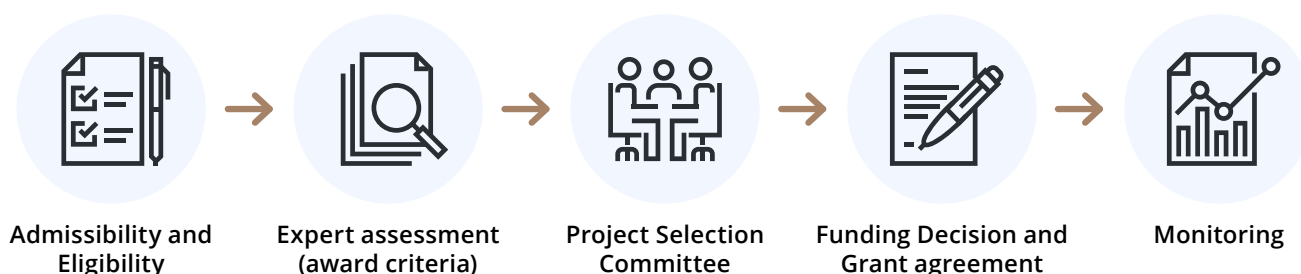 Admissibility and
Eligibility
Expert assessment
(award criteria)
Project Selection
Committee
Funding Decision and
Grant agreement
Monitoring